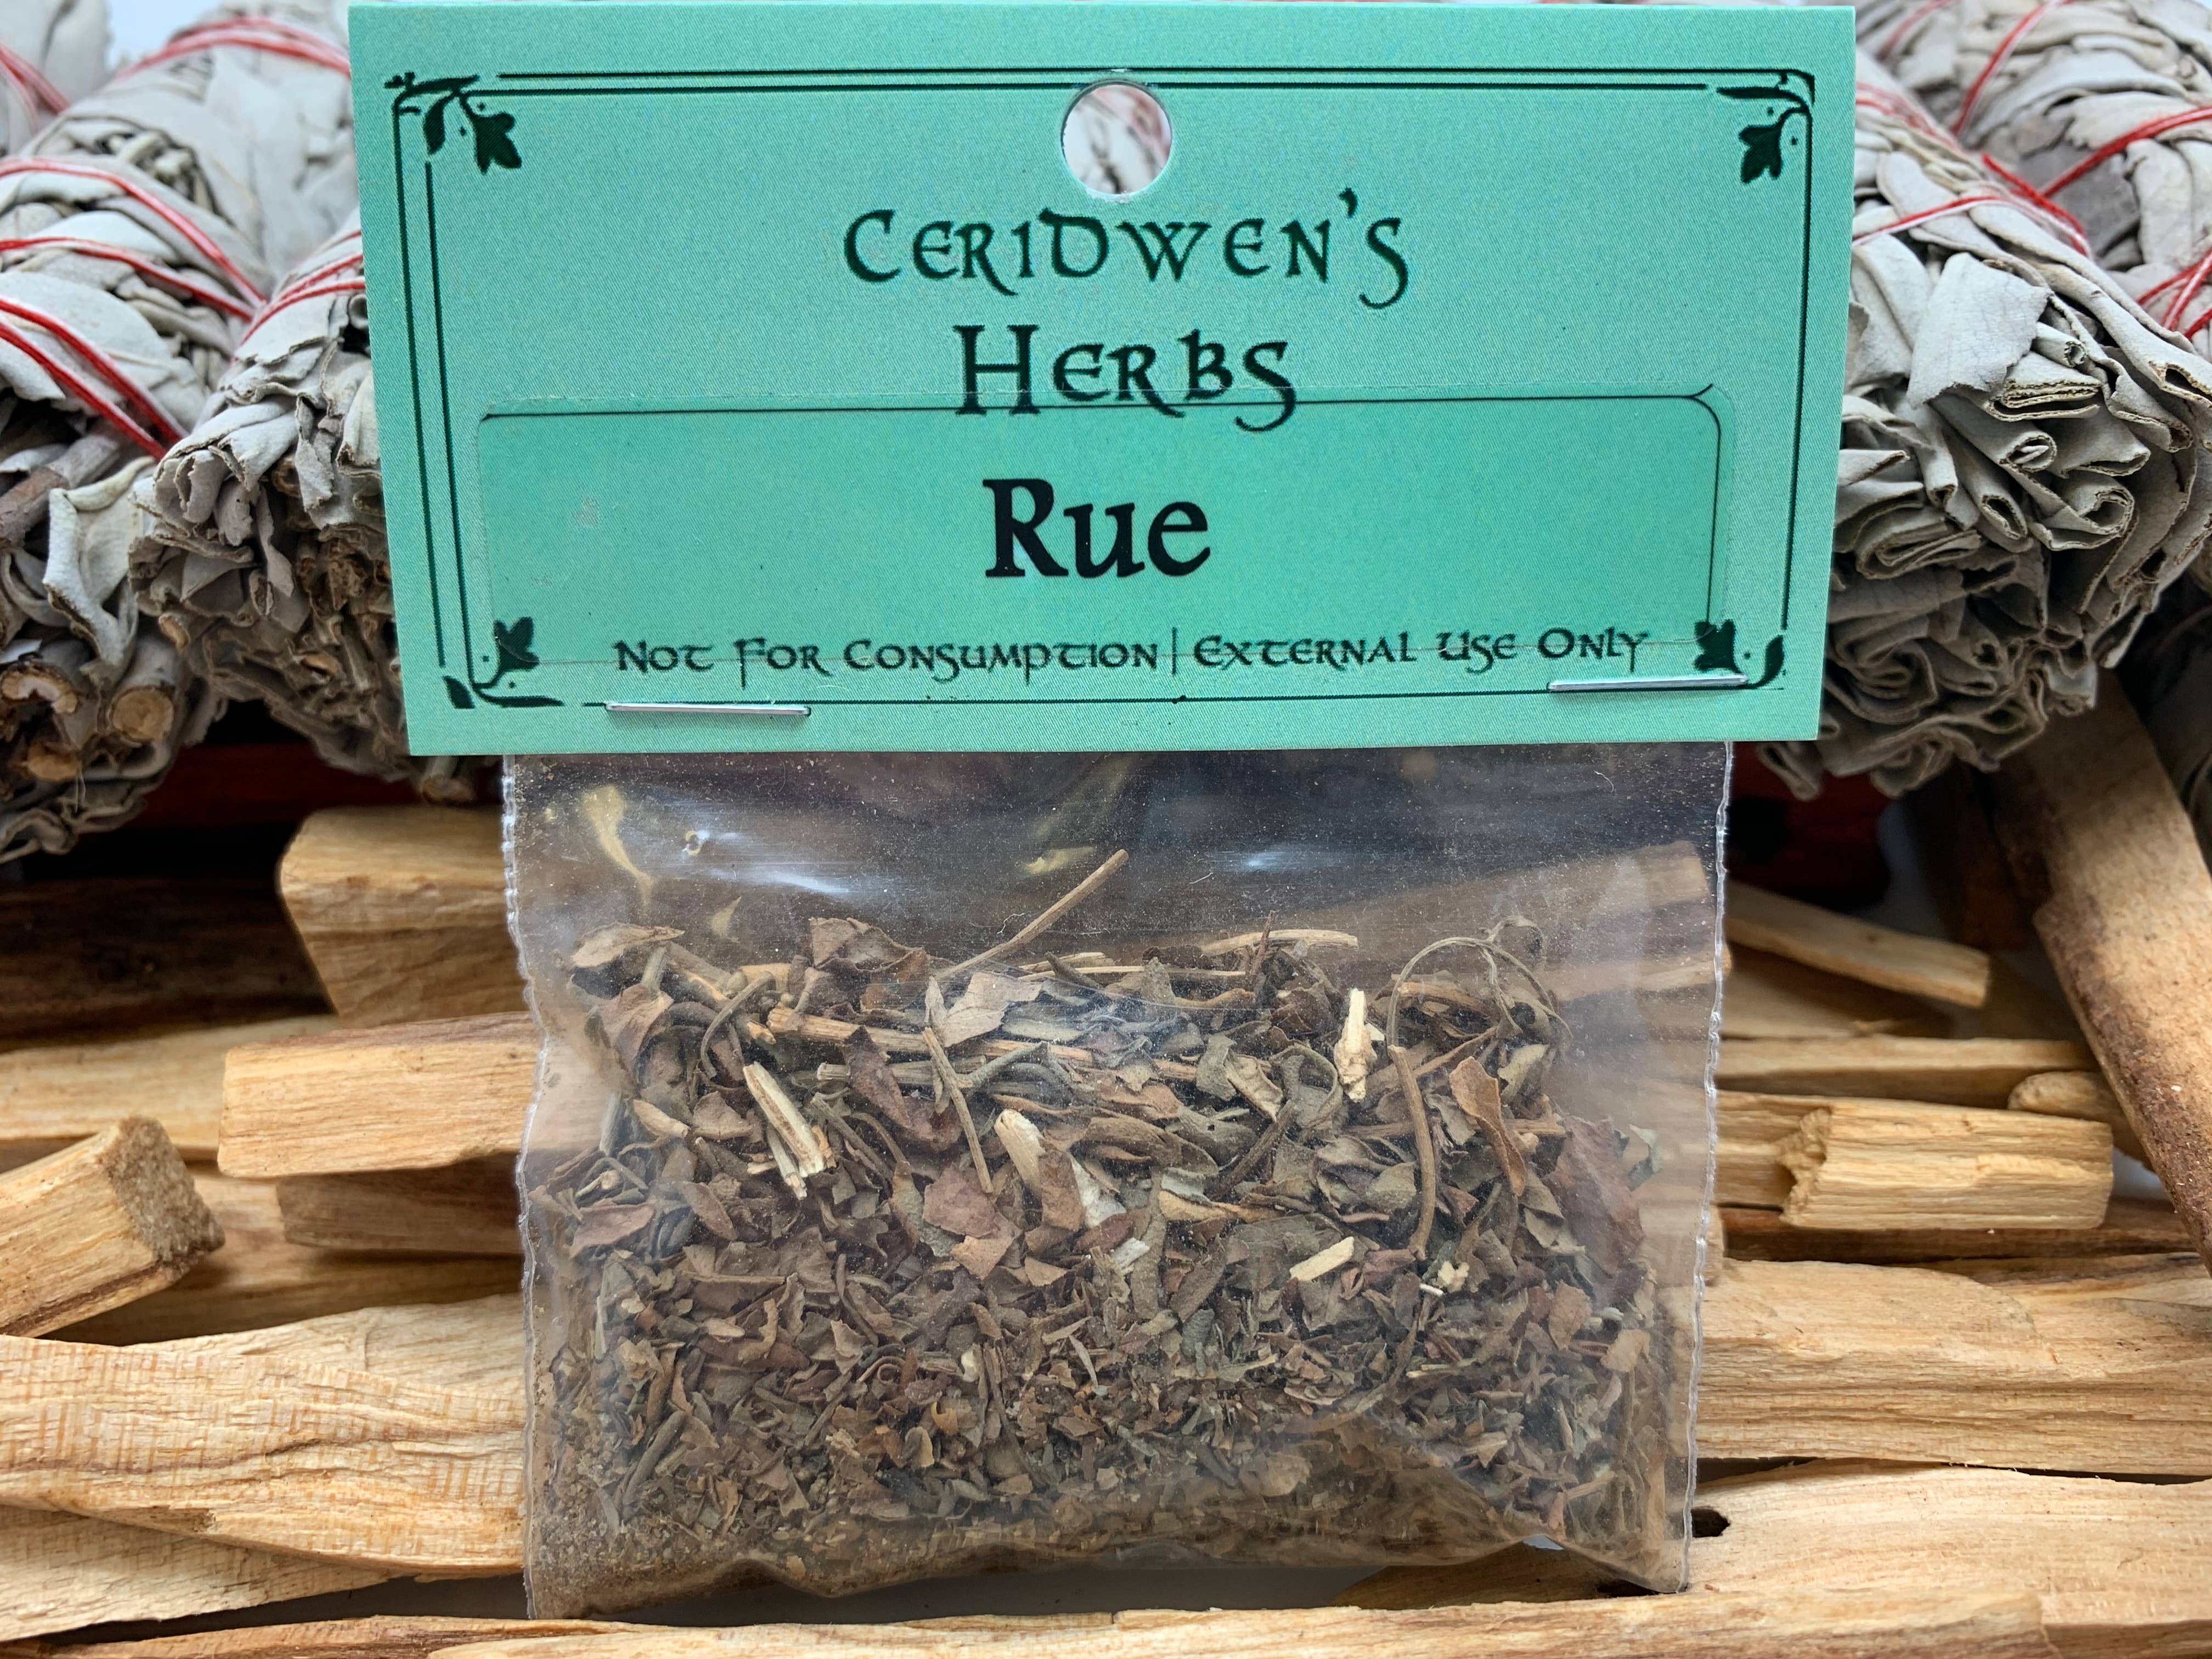 Ceridwen's
Herbs
Rue
Not For Consumption | External Use Only